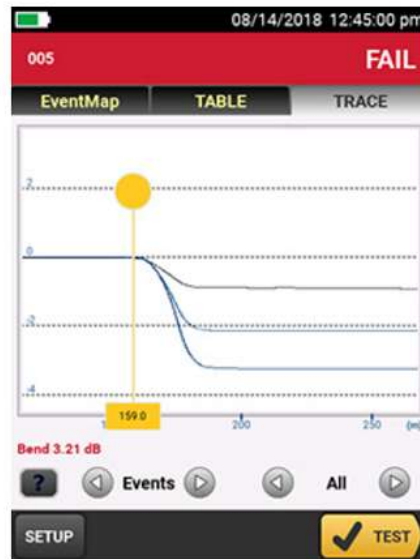 08/14/2018 12:45:00 pm
005 FAIL
EventMap TABLE TRACE
2
0
-2
-4
159.0
200 250 (m)
Bend 3.21 dB
? Events All
SETUP TEST